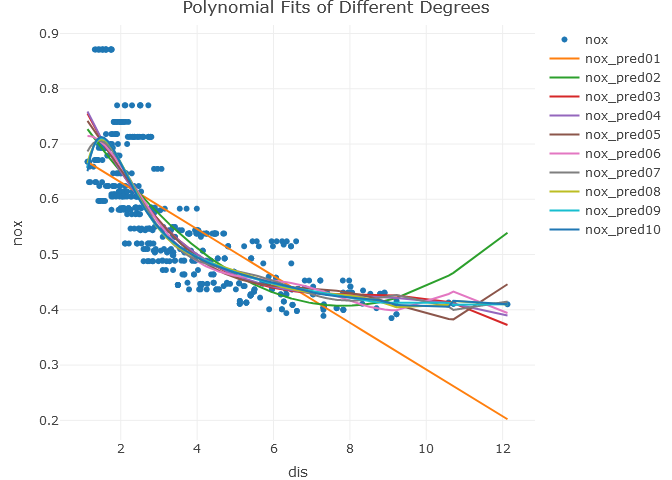 Polynomial Fits of Different Degrees
0.9
0.8
0.7
0.6
0.5
0.4
0.3
0.2
nox
2
4
6
8
10
12
dis
nox
nox_pred01
nox_pred02
nox_pred03
nox_pred04
nox_pred05
nox_pred06
nox_pred07
nox_pred08
nox_pred09
nox_pred10